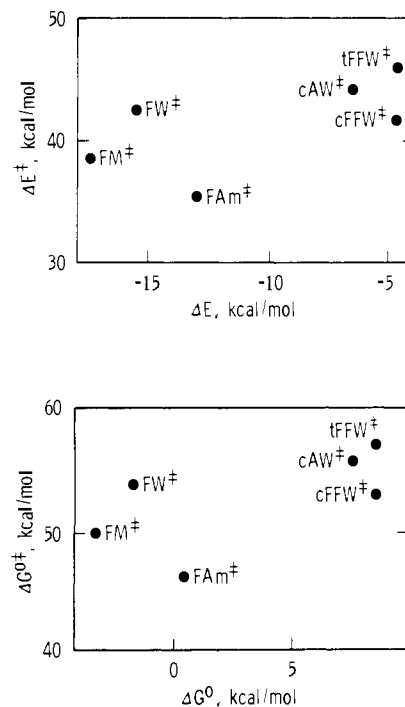 50
tFFW‡
cAW‡
FW‡
cFFW‡
40
FM‡
FAm‡
30
-15
-10
-5
ΔE‡, kcal/mol
ΔE, kcal/mol
60
tFFW‡
cAW‡
FW‡
cFFW‡
50
FM‡
FAm‡
40
0
5
ΔG⁰‡, kcal/mol
ΔG⁰, kcal/mol